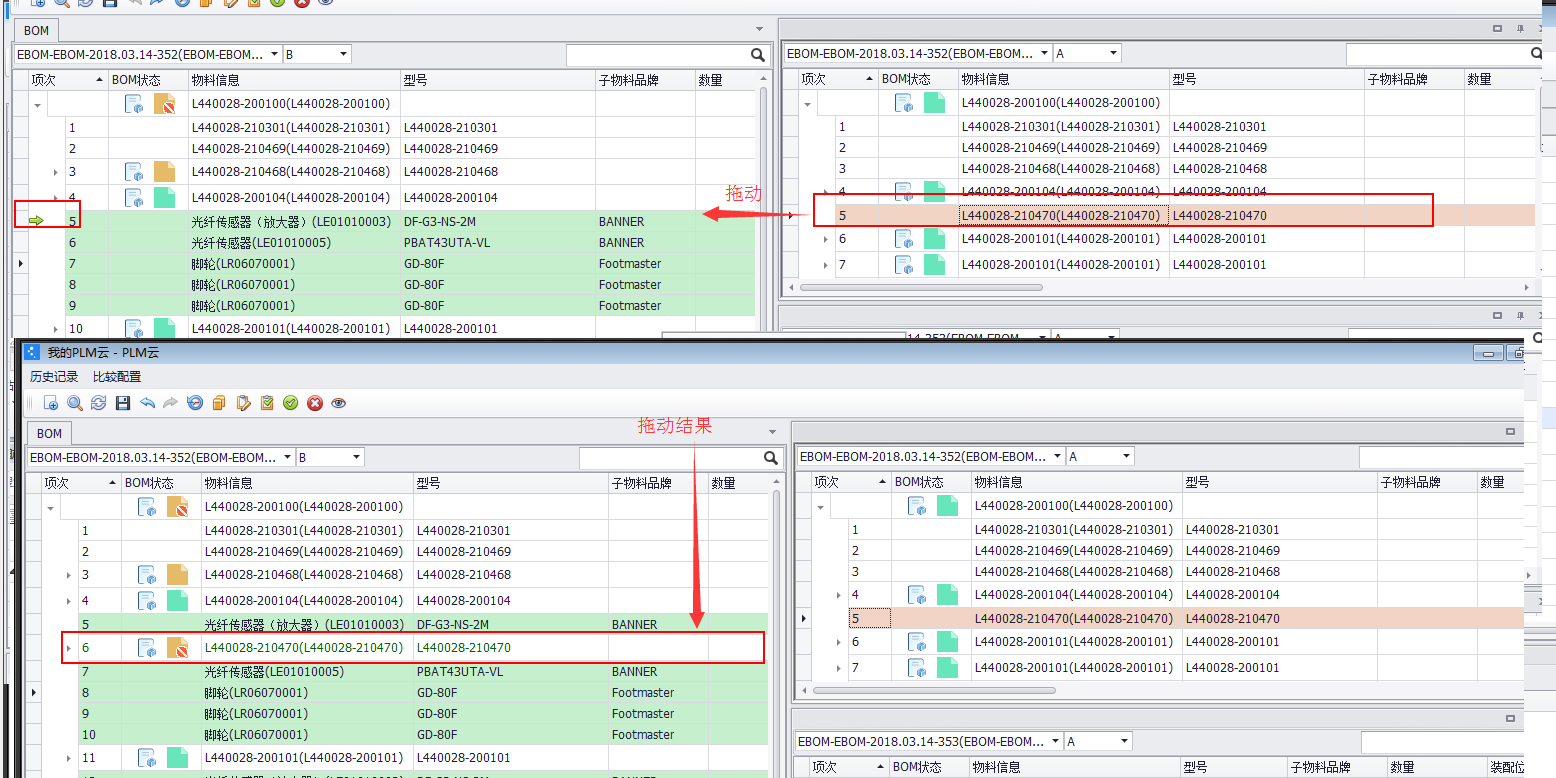 BOM
EBOM-EBOM-2018.03.14-352(EBOM-EBOM... B
项次 BOM状态 物料信息 型号 子物料品牌 数量
L440028-200100(L440028-200100)
1 L440028-210301(L440028-210301) L440028-210301
2 L440028-210469(L440028-210469) L440028-210469
3 L440028-210468(L440028-210468) L440028-210468
4 L440028-200104(L440028-200104) L440028-200104
5 光纤传感器（放大器）(LE01010003) DF-G3-NS-2M BANNER
6 光纤传感器(LE01010005) PBAT43UTA-VL BANNER
7 脚轮(LR06070001) GD-80F Footmaster
8 脚轮(LR06070001) GD-80F Footmaster
9 脚轮(LR06070001) GD-80F Footmaster
10 L440028-200101(L440028-200101) L440028-200101
拖动
EBOM-EBOM-2018.03.14-352(EBOM-EBOM... A
项次 BOM状态 物料信息 型号 子物料品牌 数量
L440028-200100(L440028-200100)
1 L440028-210301(L440028-210301) L440028-210301
2 L440028-210469(L440028-210469) L440028-210469
3 L440028-210468(L440028-210468) L440028-210468
4 L440028-200104(L440028-200104) L440028-200104
5 L440028-210470(L440028-210470) L440028-210470
6 L440028-200101(L440028-200101) L440028-200101
7 L440028-200101(L440028-200101) L440028-200101
我的PLM云 - PLM云
历史记录 比较配置
拖动结果
BOM
EBOM-EBOM-2018.03.14-352(EBOM-EBOM... B
项次 BOM状态 物料信息 型号 子物料品牌 数量
L440028-200100(L440028-200100)
1 L440028-210301(L440028-210301) L440028-210301
2 L440028-210469(L440028-210469) L440028-210469
3 L440028-210468(L440028-210468) L440028-210468
4 L440028-200104(L440028-200104) L440028-200104
5 光纤传感器（放大器）(LE01010003) DF-G3-NS-2M BANNER
6 L440028-210470(L440028-210470) L440028-210470
7 光纤传感器(LE01010005) PBAT43UTA-VL BANNER
8 脚轮(LR06070001) GD-80F Footmaster
9 脚轮(LR06070001) GD-80F Footmaster
10 脚轮(LR06070001) GD-80F Footmaster
11 L440028-200101(L440028-200101) L440028-200101
EBOM-EBOM-2018.03.14-352(EBOM-EBOM... A
项次 BOM状态 物料信息 型号 子物料品牌 数量
L440028-200100(L440028-200100)
1 L440028-210301(L440028-210301) L440028-210301
2 L440028-210469(L440028-210469) L440028-210469
3 L440028-210468(L440028-210468) L440028-210468
4 L440028-200104(L440028-200104) L440028-200104
5 L440028-210470(L440028-210470) L440028-210470
6 L440028-200101(L440028-200101) L440028-200101
7 L440028-200101(L440028-200101) L440028-200101
EBOM-EBOM-2018.03.14-353(EBOM-EBOM... A
项次 BOM状态 物料信息 型号 子物料品牌 数量 装配位